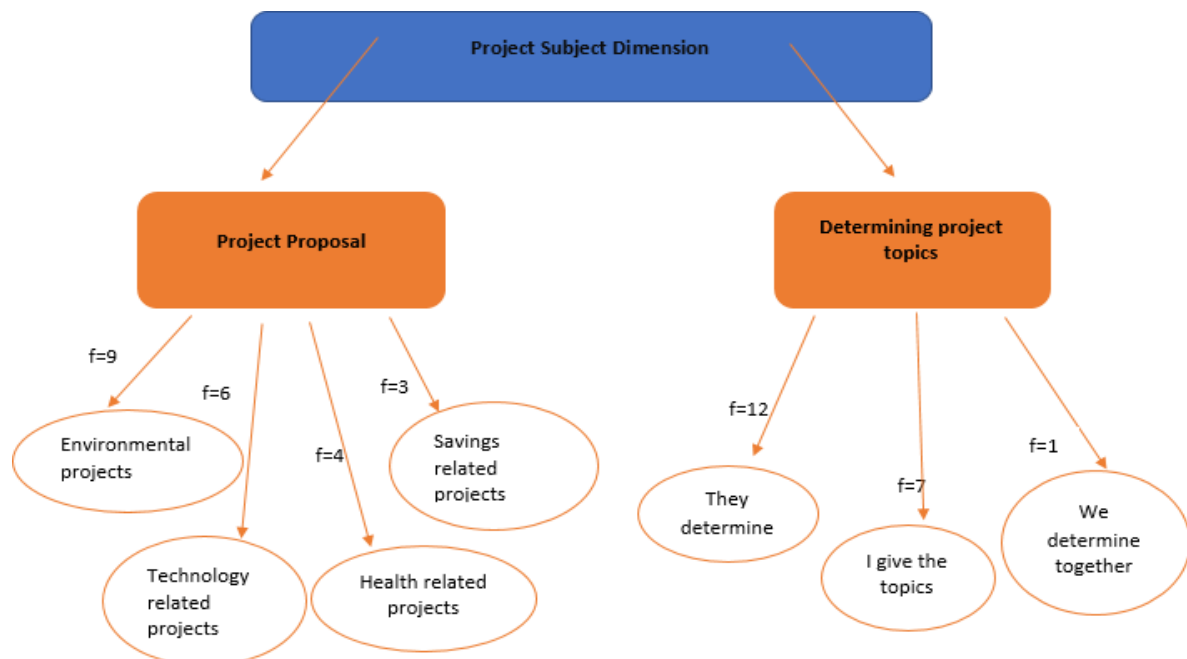 Project Subject Dimension
Project Proposal
Determining project
topics
f=9
f=6
f=4
f=3
f=12
f=7
f=1
Environmental
projects
Technology
related
projects
Health related
projects
Savings
related
projects
They
determine
I give the
topics
We
determine
together